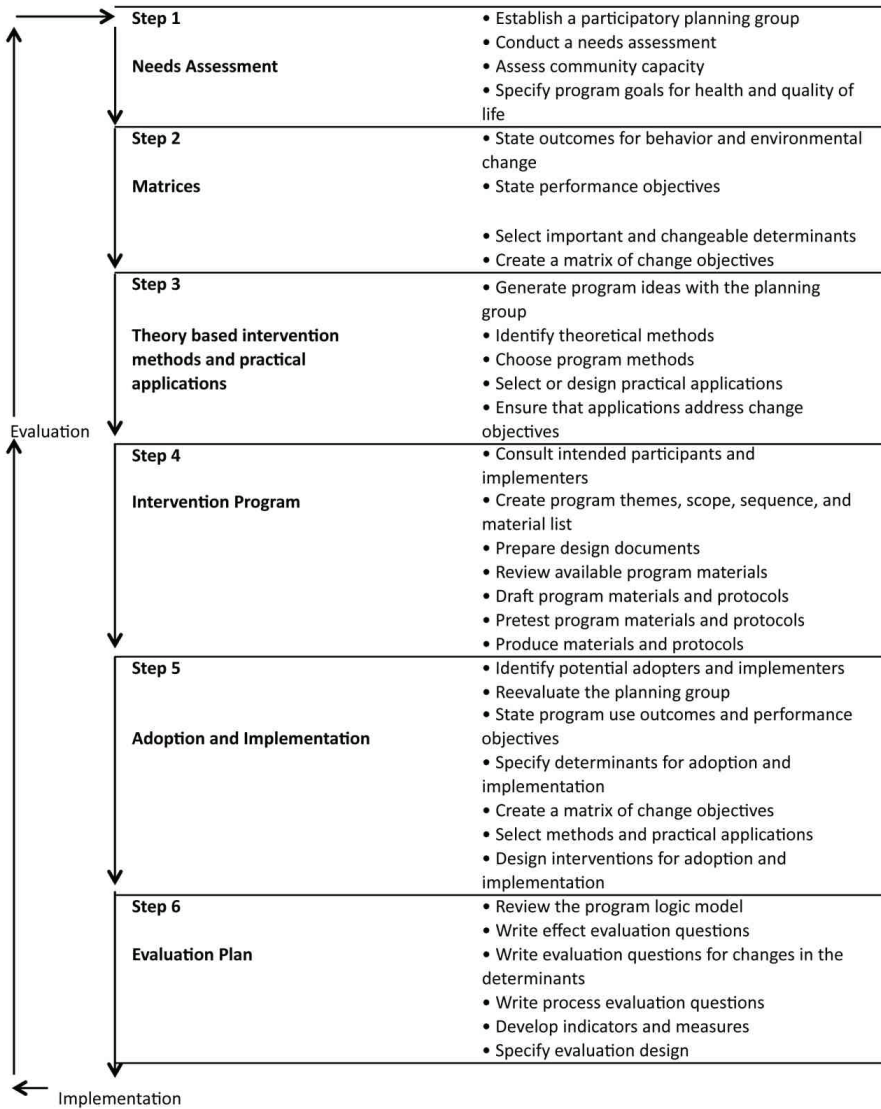 Step 1
• Establish a participatory planning group
• Conduct a needs assessment
Needs Assessment
• Assess community capacity
• Specify program goals for health and quality of
life
Step 2
• State outcomes for behavior and environmental
change
Matrices
• State performance objectives
• Select important and changeable determinants
• Create a matrix of change objectives
Step 3
• Generate program ideas with the planning
group
Theory based intervention
methods and practical
applications
• Identify theoretical methods
• Choose program methods
• Select or design practical applications
• Ensure that applications address change
objectives
Evaluation
Step 4
• Consult intended participants and
implementers
Intervention Program
• Create program themes, scope, sequence, and
material list
• Prepare design documents
• Review available program materials
• Draft program materials and protocols
• Pretest program materials and protocols
• Produce materials and protocols
Step 5
• Identify potential adopters and implementers
• Reevaluate the planning group
• State program use outcomes and performance
objectives
Adoption and Implementation
• Specify determinants for adoption and
implementation
• Create a matrix of change objectives
• Select methods and practical applications
• Design interventions for adoption and
implementation
Step 6
• Review the program logic model
• Write effect evaluation questions
Evaluation Plan
• Write evaluation questions for changes in the
determinants
• Write process evaluation questions
• Develop indicators and measures
• Specify evaluation design
Implementation